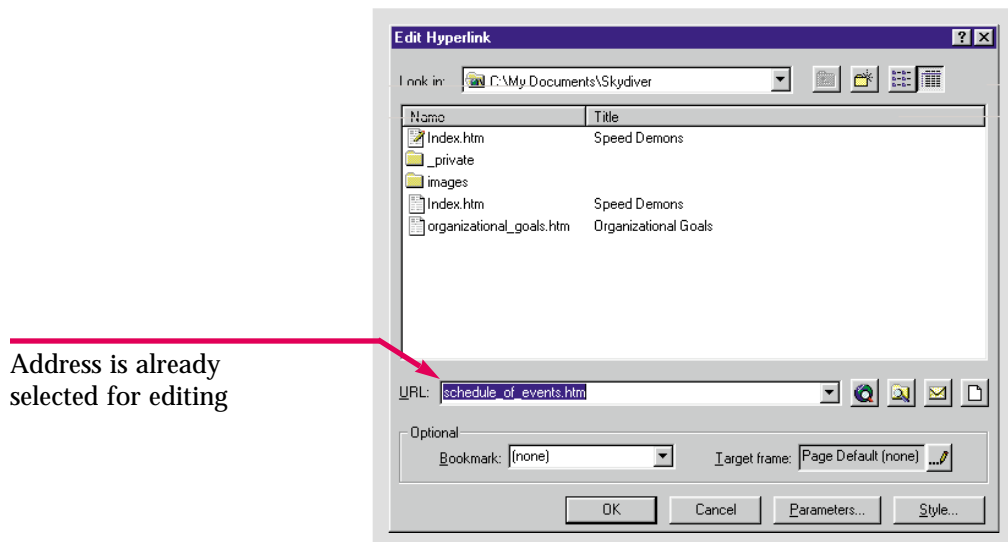 Edit Hyperlink
Look in: C:\My Documents\Skydiver
Name Title
Index.htm Speed Demons
_private
images
Index.htm Speed Demons
organizational_goals.htm Organizational Goals
Address is already
selected for editing
URL: schedule_of_events.htm
Optional
Bookmark: (none) Target frame: Page Default (none)
OK Cancel Parameters... Style...